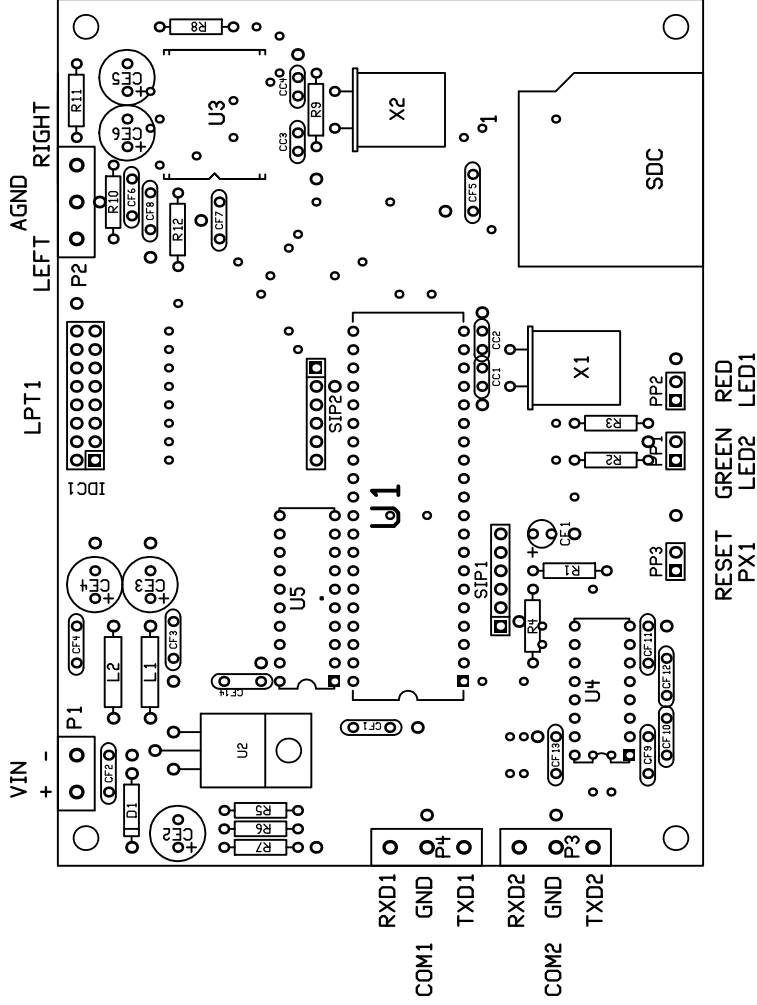 R8
R11
CE5
+
CE6
+
U3
CC4
CC3
R9
X2
1
RIGHT
AGND
LEFT
P2
R10
CF6
CF8
R12
CF7
CF5
SDC
LPT1
IDC1
SIP2
CC2
CC1
X1
R3
R2
PP2
PP1
RED
LED1
GREEN
LED2
U1
U5
SIP1
CF1
+
R1
R4
PP3
RESET
PX1
CE4
+
CE3
+
CF4
CF3
L2
L1
CF14
CF1
U4
CF11
CF12
CF10
CF9
CF13
P1
VIN
+ -
CF2
D1
CE2
+
U2
R5
R6
R7
P4
P3
RXD1
GND
TXD1
COM1
RXD2
GND
TXD2
COM2